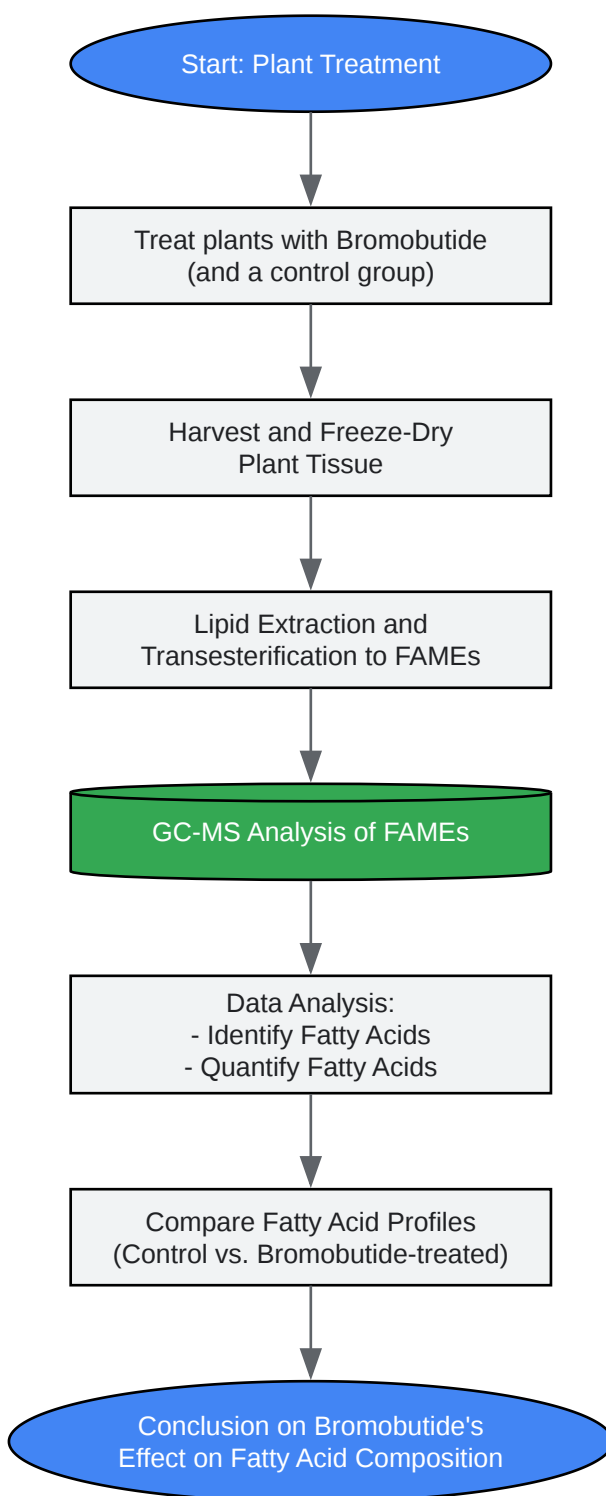 Start: Plant Treatment
Treat plants with Bromobutide
(and a control group)
Harvest and Freeze-Dry
Plant Tissue
Lipid Extraction and
Transesterification to FAMEs
GC-MS Analysis of FAMEs
Data Analysis:
- Identify Fatty Acids
- Quantify Fatty Acids
Compare Fatty Acid Profiles
(Control vs. Bromobutide-treated)
Conclusion on Bromobutide's
Effect on Fatty Acid Composition